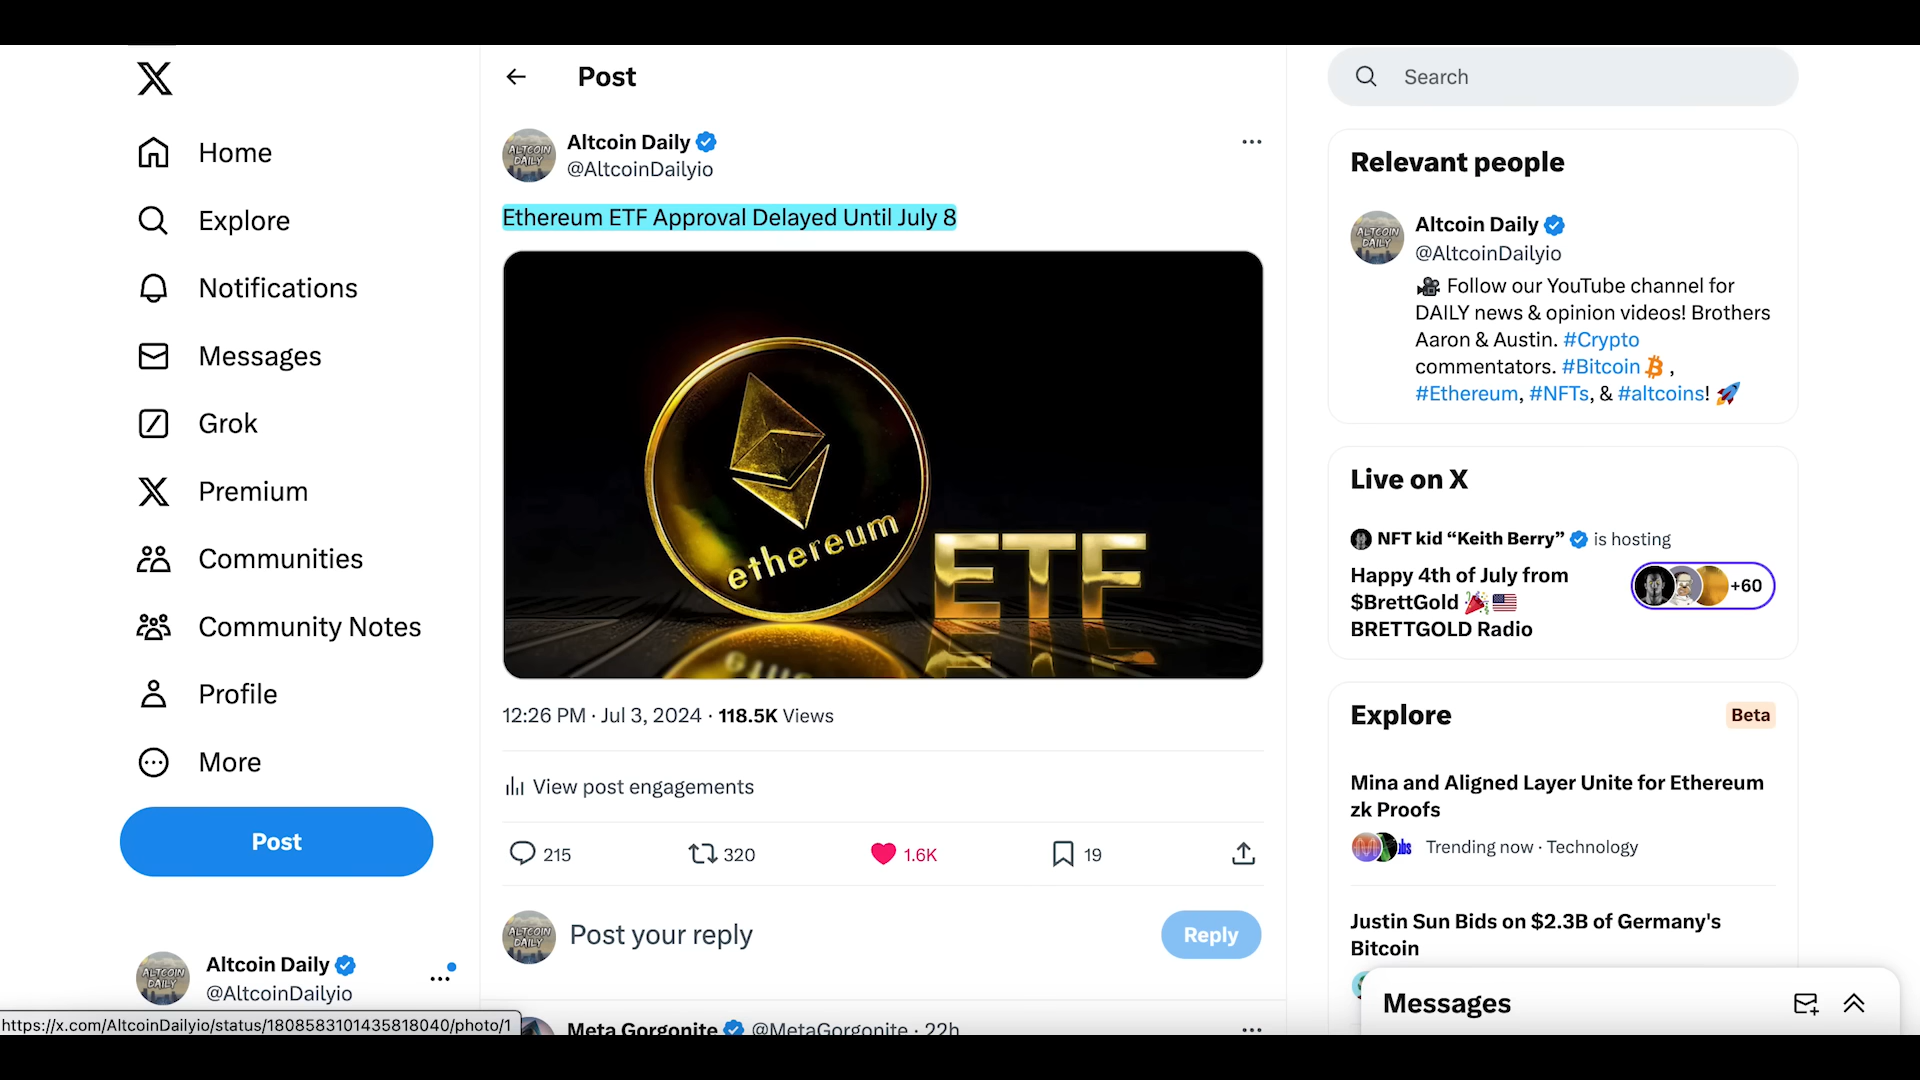 Home
Explore
Notifications
Messages
Grok
Premium
Communities
Community Notes
Profile
More
Post
Altcoin Daily
@AltcoinDailyio
https://x.com/AltcoinDailyio/status/1808583101435818040/photo/1
Post
ALTCOIN
DAILY
Altcoin Daily
@AltcoinDailyio
Ethereum ETF Approval Delayed Until July 8
ethereum
ETF
12:26 PM · Jul 3, 2024 · 118.5K Views
View post engagements
215 320 1.6K 19
Post your reply
Reply
Meta Gorgonite @MetaGorgonite · 22h
Search
Relevant people
Altcoin Daily
@AltcoinDailyio
🎥 Follow our YouTube channel for
DAILY news & opinion videos! Brothers
Aaron & Austin. #Crypto
commentators. #Bitcoin ,
#Ethereum, #NFTs, & #altcoins! 🚀
Live on X
NFT kid “Keith Berry” is hosting
Happy 4th of July from
$BrettGold 🎉🇺🇸
BRETTGOLD Radio
+60
Explore
Beta
Mina and Aligned Layer Unite for Ethereum
zk Proofs
Trending now · Technology
Justin Sun Bids on $2.3B of Germany's
Bitcoin
Messages